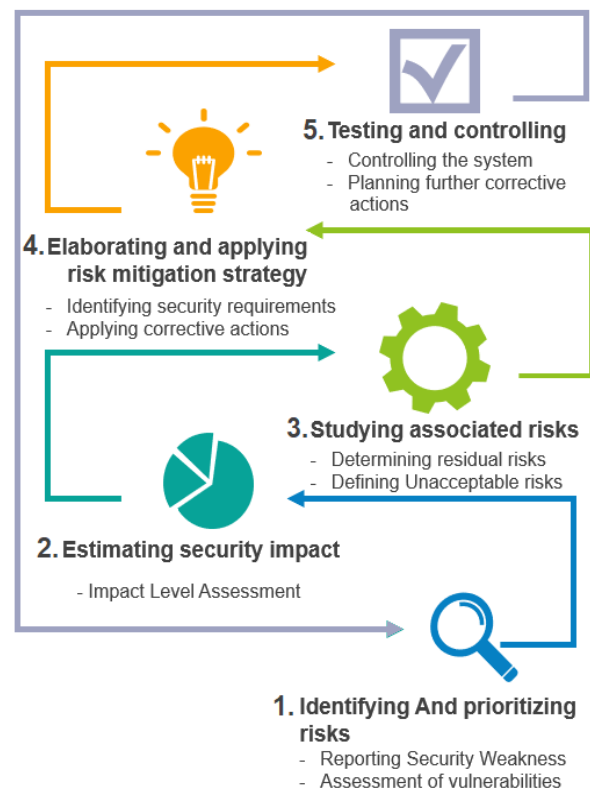 5. Testing and controlling
- Controlling the system
- Planning further corrective
actions
4. Elaborating and applying
risk mitigation strategy
- Identifying security requirements
- Applying corrective actions
3. Studying associated risks
- Determining residual risks
- Defining Unacceptable risks
2. Estimating security impact
- Impact Level Assessment
1. Identifying And prioritizing
risks
- Reporting Security Weakness
- Assessment of vulnerabilities